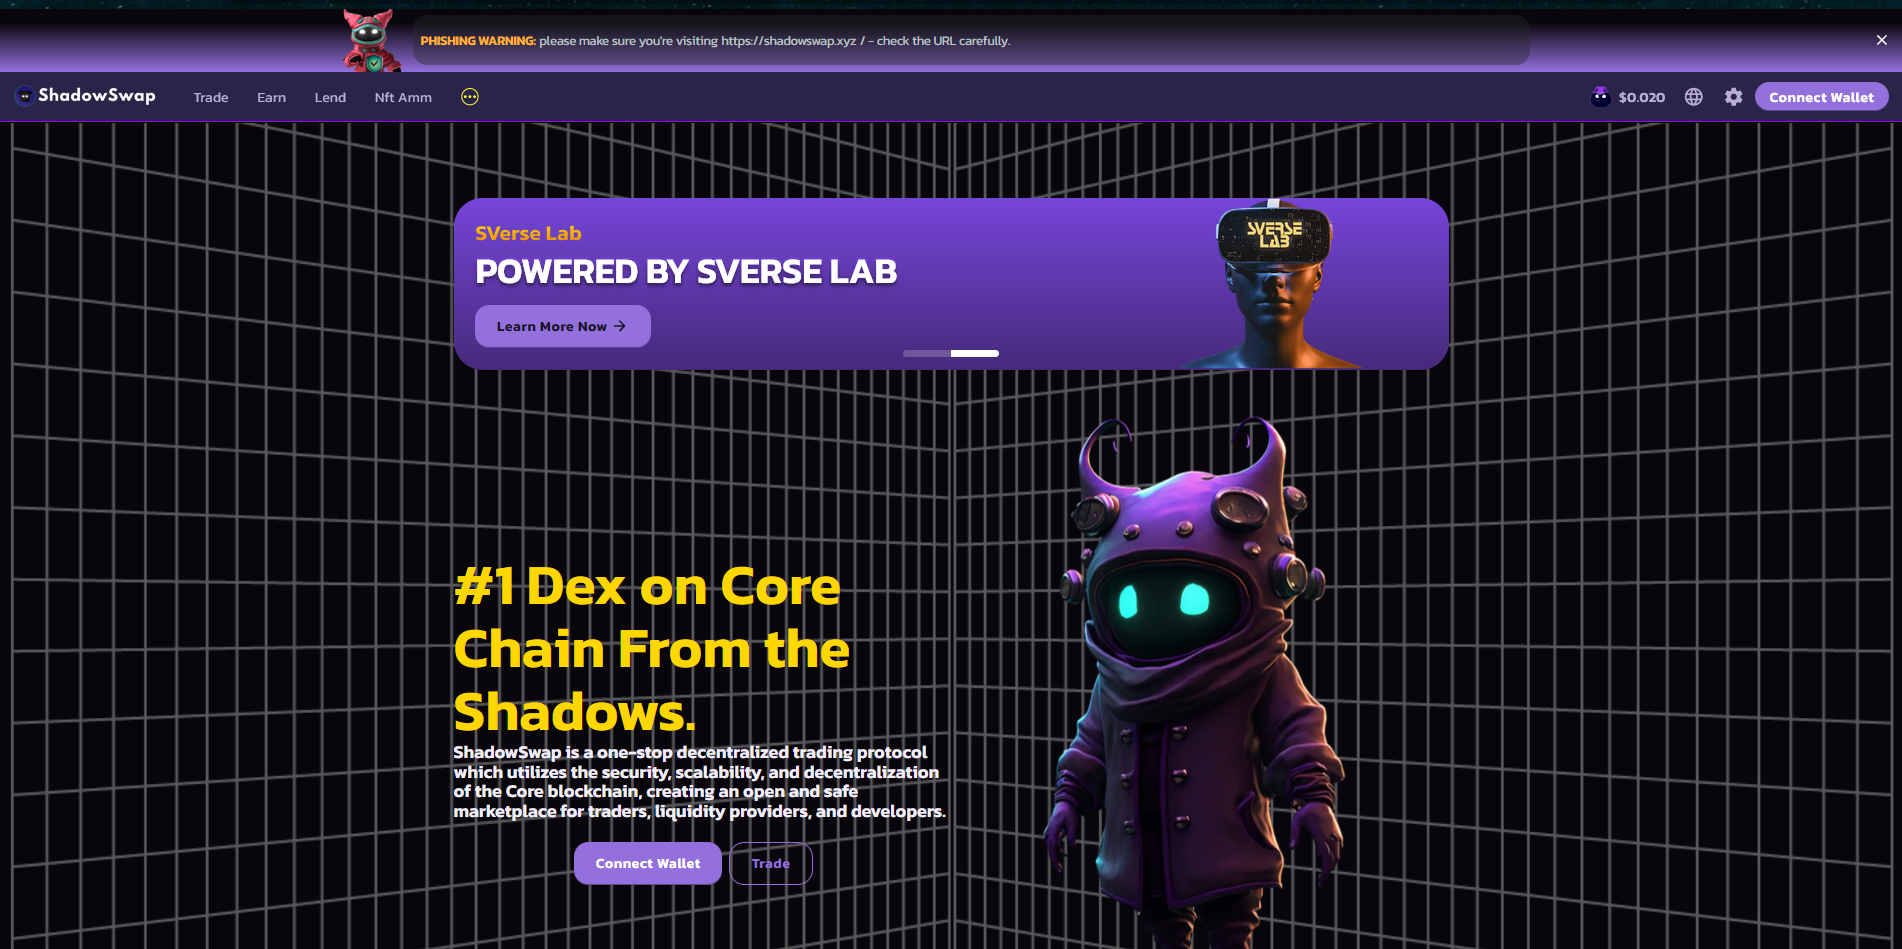 PHISHING WARNING: please make sure you're visiting https://shadowswap.xyz / - check the URL carefully.
ShadowSwap
Trade
Earn
Lend
Nft Amm
$0.020
Connect Wallet
SVerse Lab
POWERED BY SVERSE LAB
Learn More Now
SVERSE
LAB
#1 Dex on Core
Chain From the
Shadows.
ShadowSwap is a one-stop decentralized trading protocol
which utilizes the security, scalability, and decentralization
of the Core blockchain, creating an open and safe
marketplace for traders, liquidity providers, and developers.
Connect Wallet
Trade